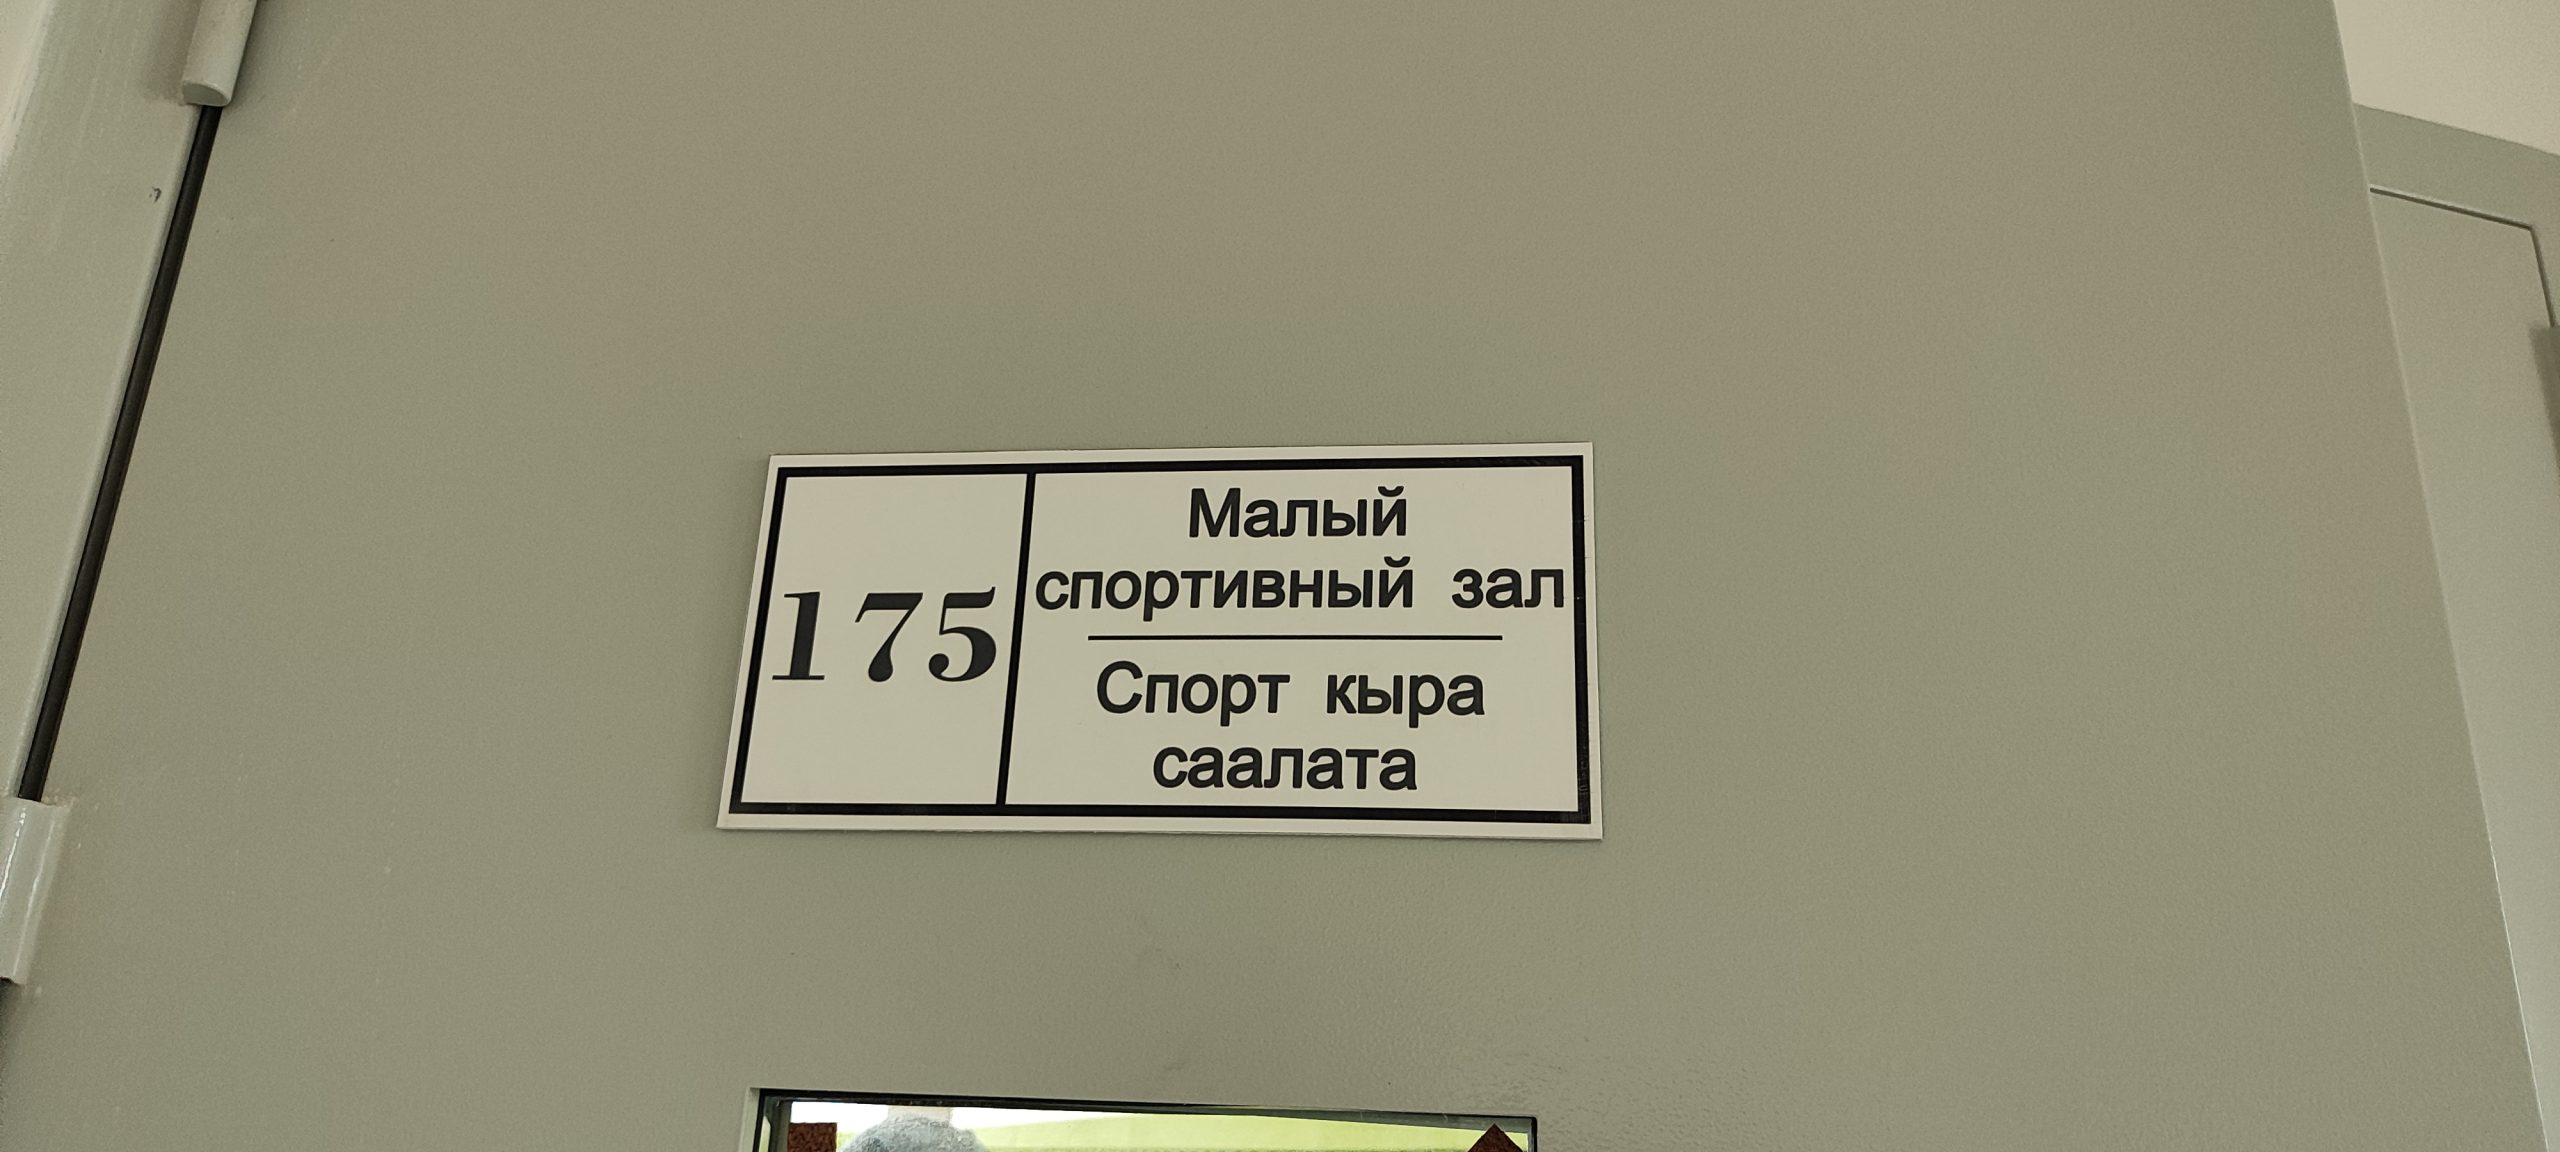 175
Малый
спортивный зал
Спорт кыра
саалата